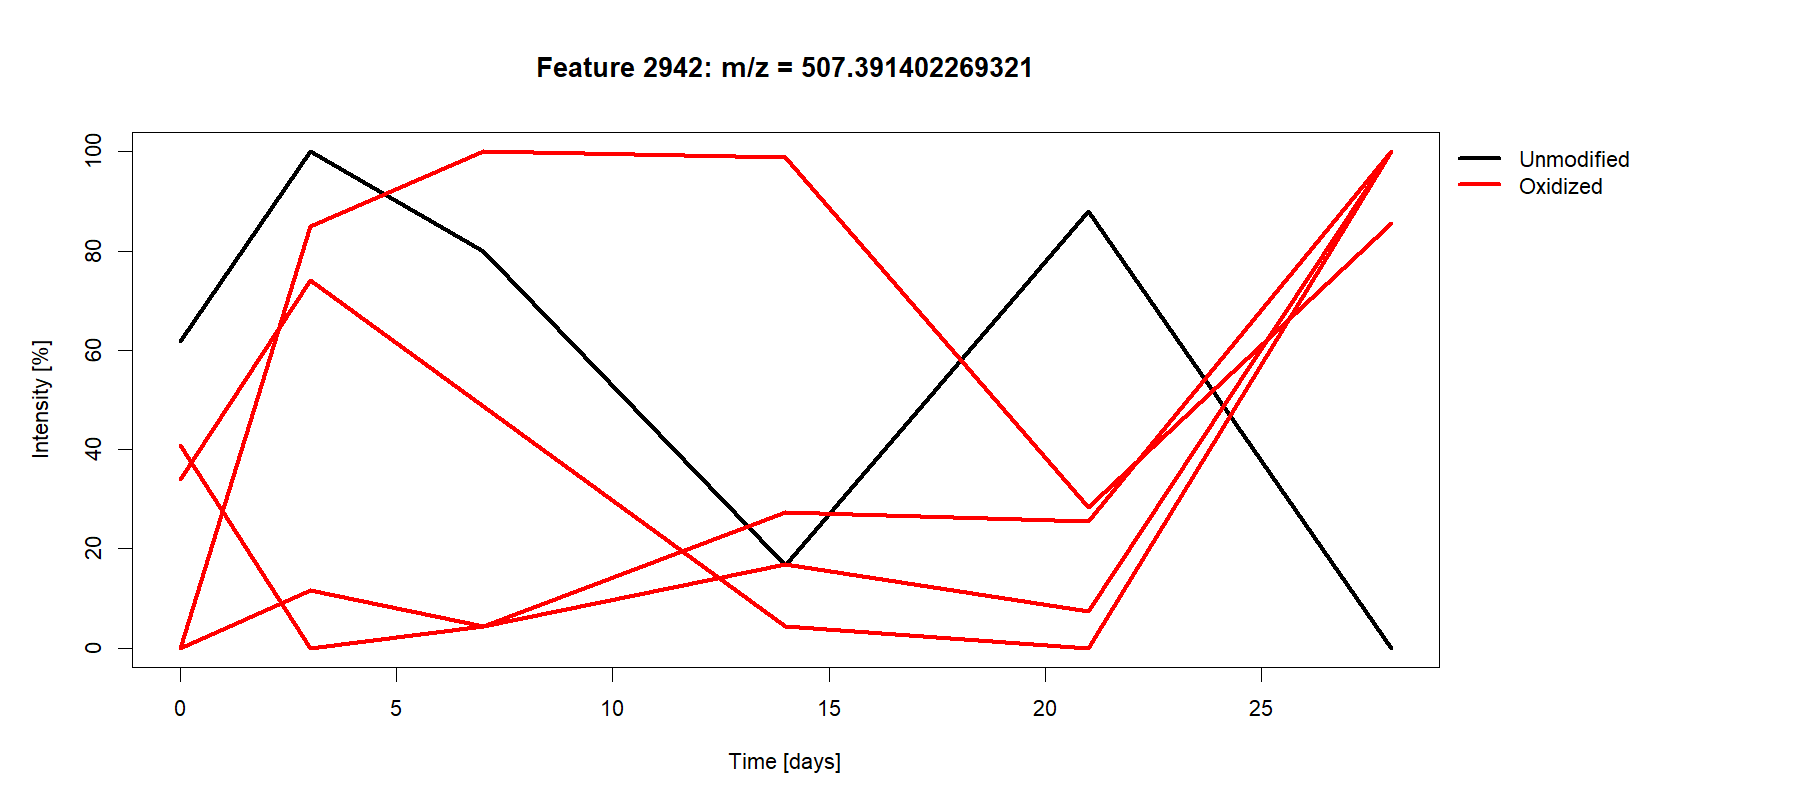 Feature 2942: m/z = 507.391402269321
Unmodified
Oxidized
Intensity [%]
100
80
60
40
20
0
0 5 10 15 20 25
Time [days]